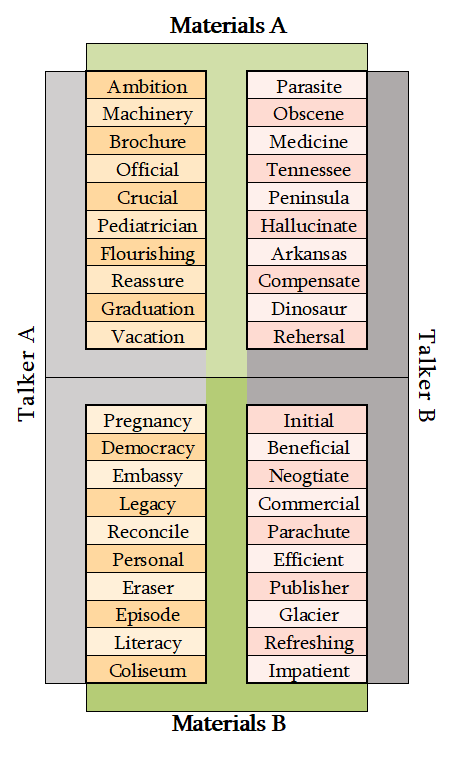 Materials A
Ambition
Machinery
Brochure
Official
Crucial
Pediatrician
Flourishing
Reassure
Graduation
Vacation
Parasite
Obscene
Medicine
Tennessee
Peninsula
Hallucinate
Arkansas
Compensate
Dinosaur
Rehersal
Talker A
Talker B
Pregnancy
Democracy
Embassy
Legacy
Reconcile
Personal
Eraser
Episode
Literacy
Coliseum
Initial
Beneficial
Neogtiate
Commercial
Parachute
Efficient
Publisher
Glacier
Refreshing
Impatient
Materials B